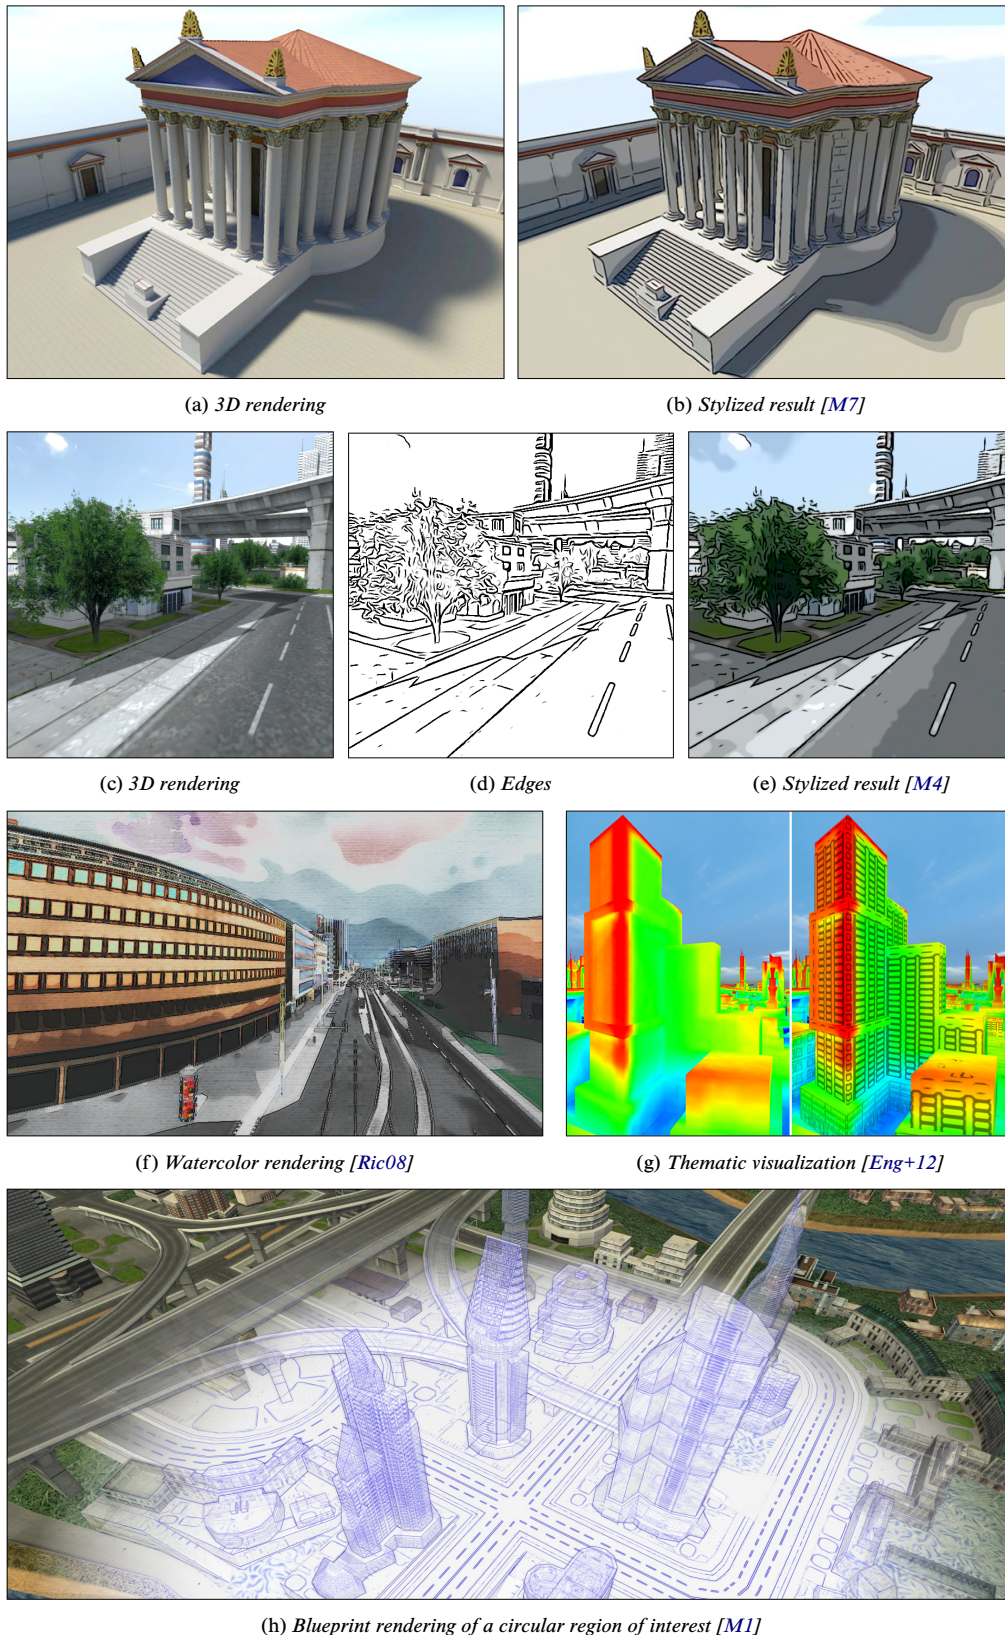 (a) 3D rendering
(b) Stylized result [M7]
(c) 3D rendering
(d) Edges
(e) Stylized result [M4]
(f) Watercolor rendering [Ric08]
(g) Thematic visualization [Eng+12]
(h) Blueprint rendering of a circular region of interest [M1]